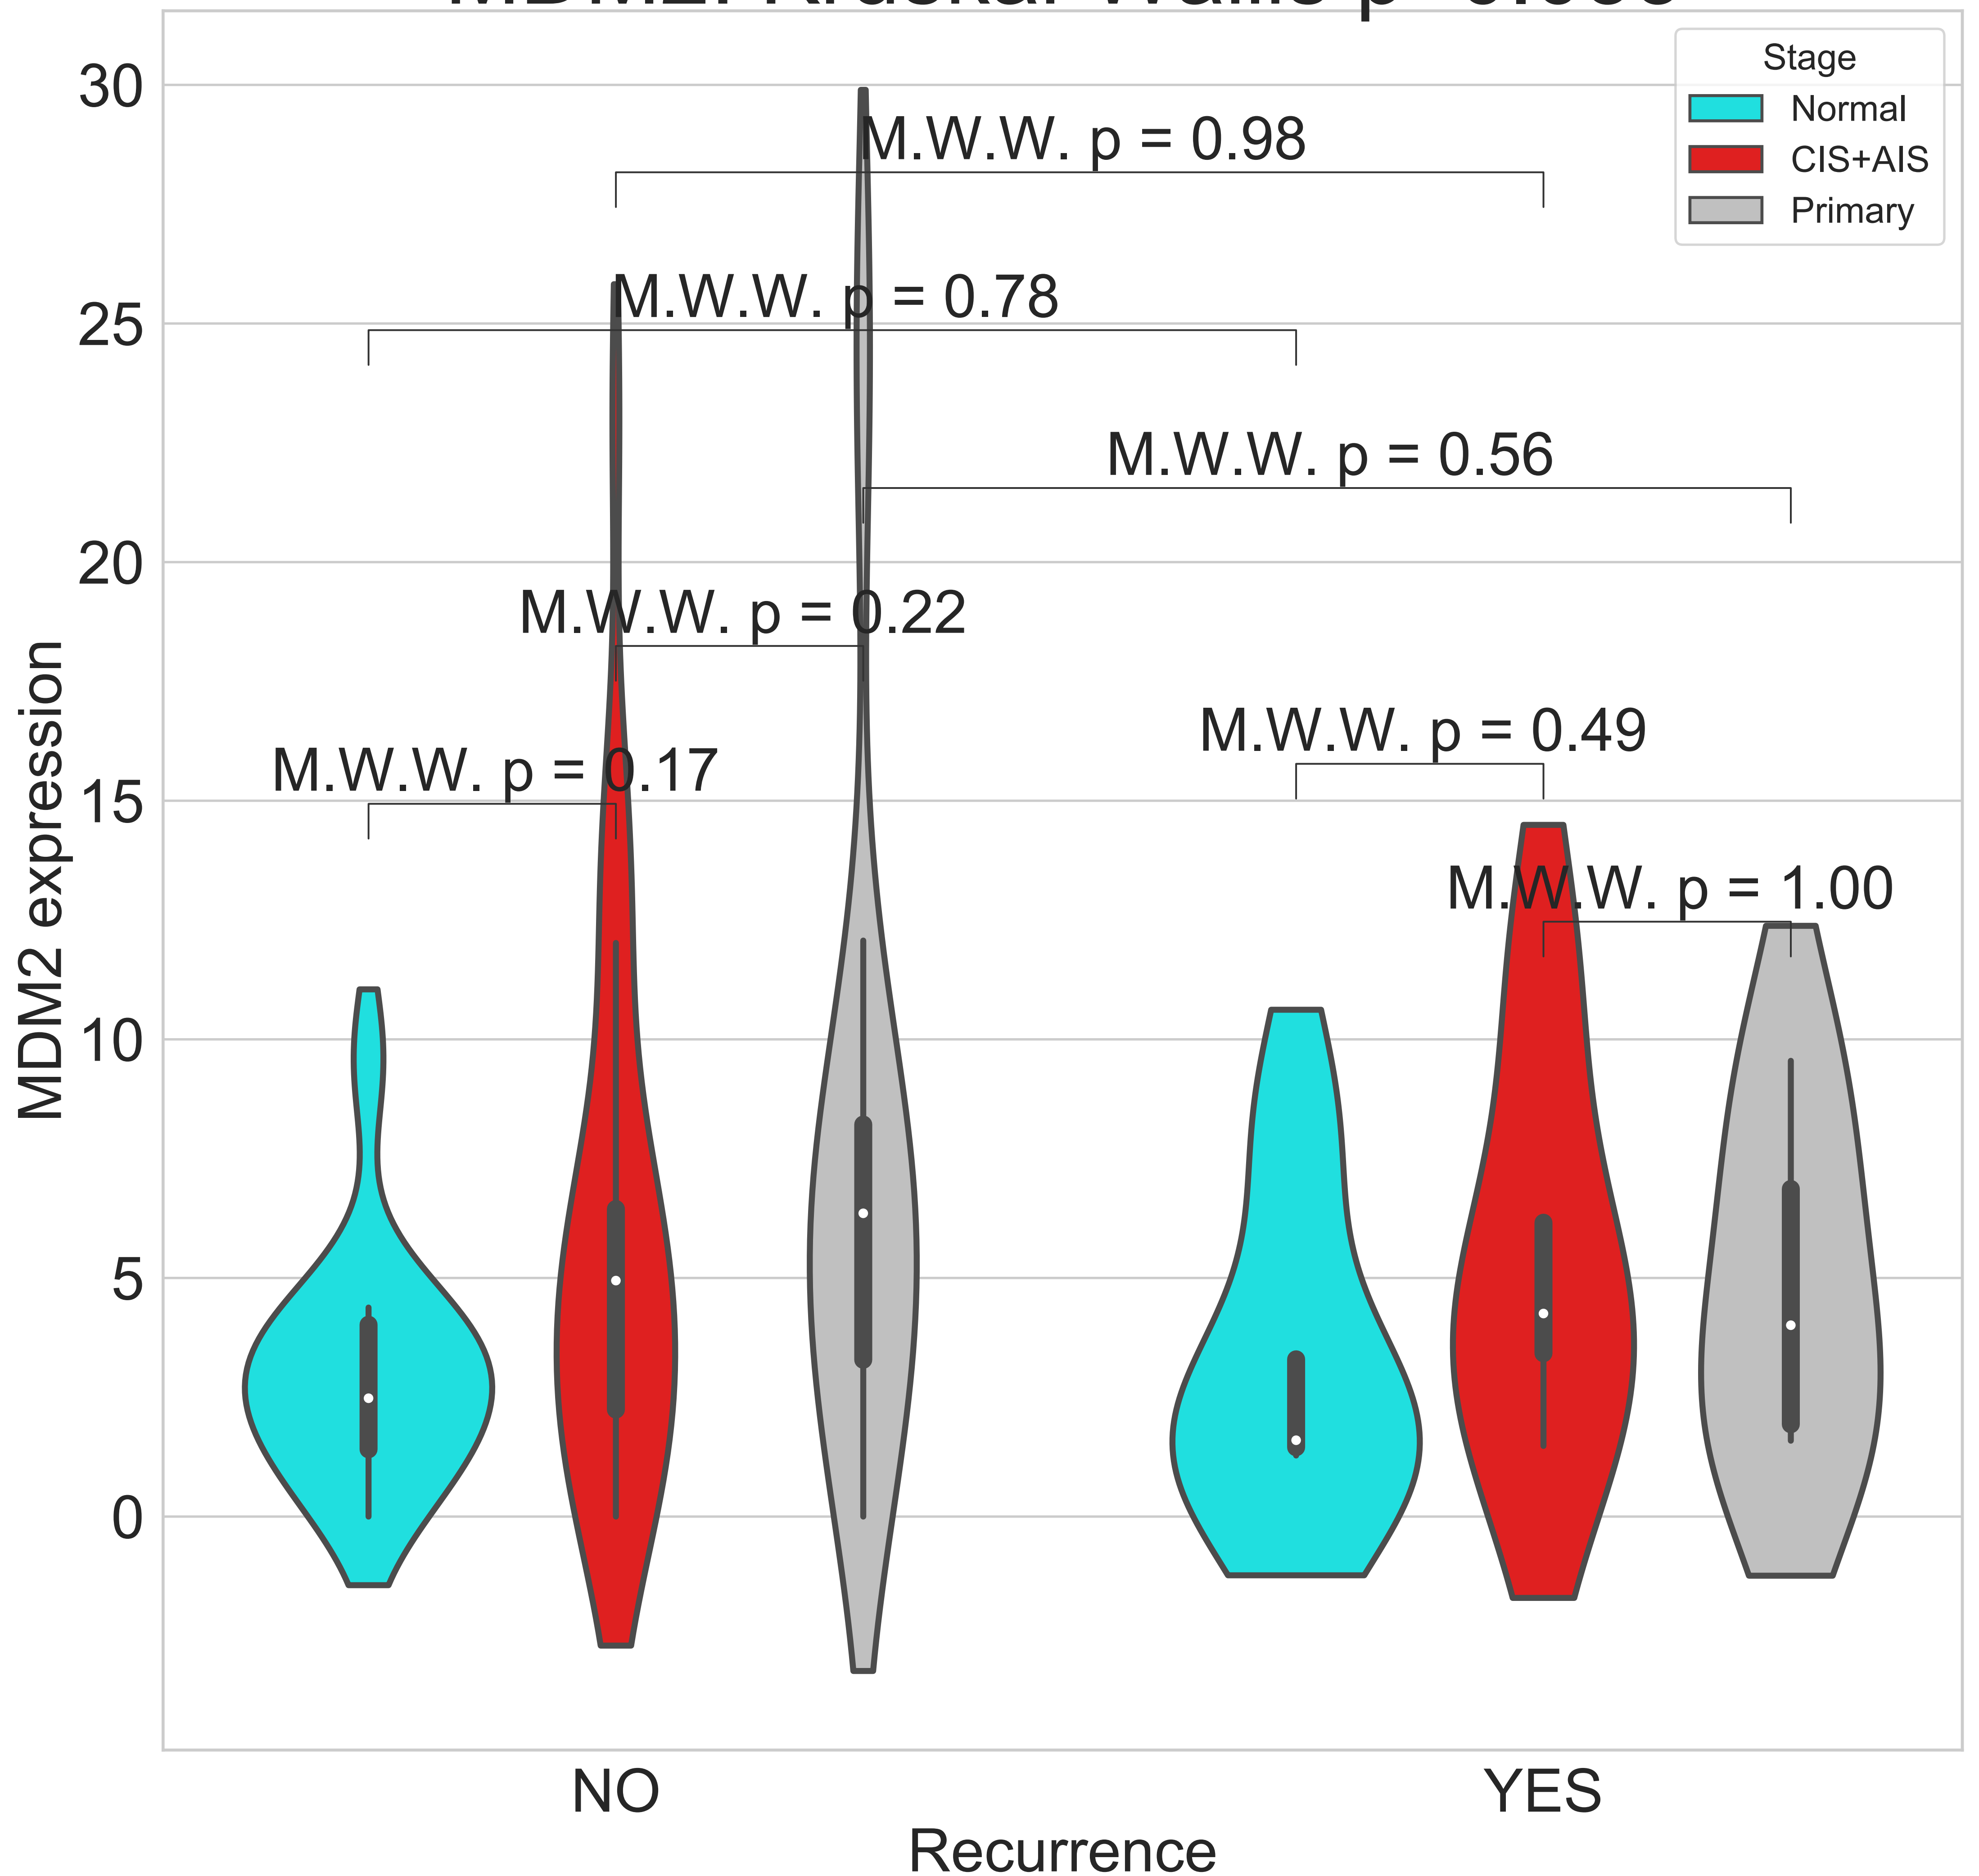 Stage
Normal
CIS+AIS
Primary
30
25
20
15
10
5
0
MDM2 expression
M.W.W. p = 0.98
M.W.W. p = 0.78
M.W.W. p = 0.56
M.W.W. p = 0.22
M.W.W. p = 0.49
M.W.W. p = 0.17
M.W.W. p = 1.00
NO
YES
Recurrence